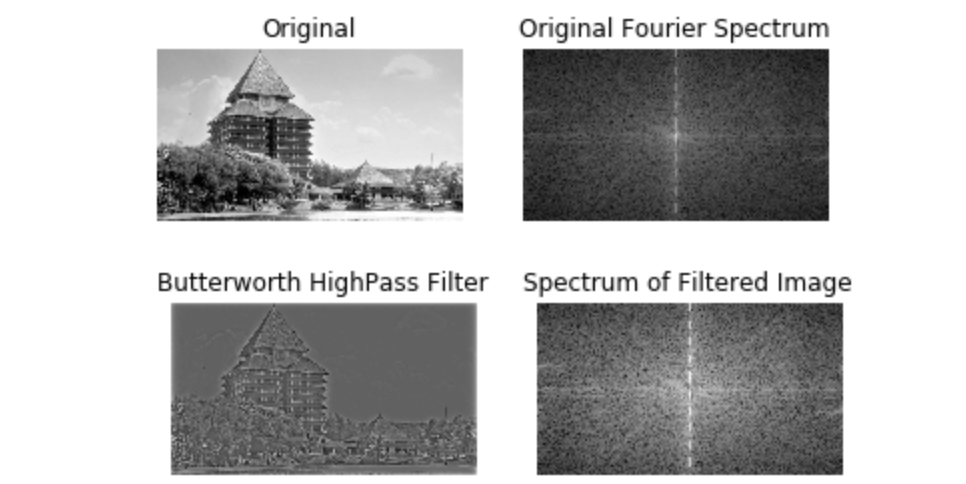 Original
Original Fourier Spectrum
Butterworth HighPass Filter
Spectrum of Filtered Image